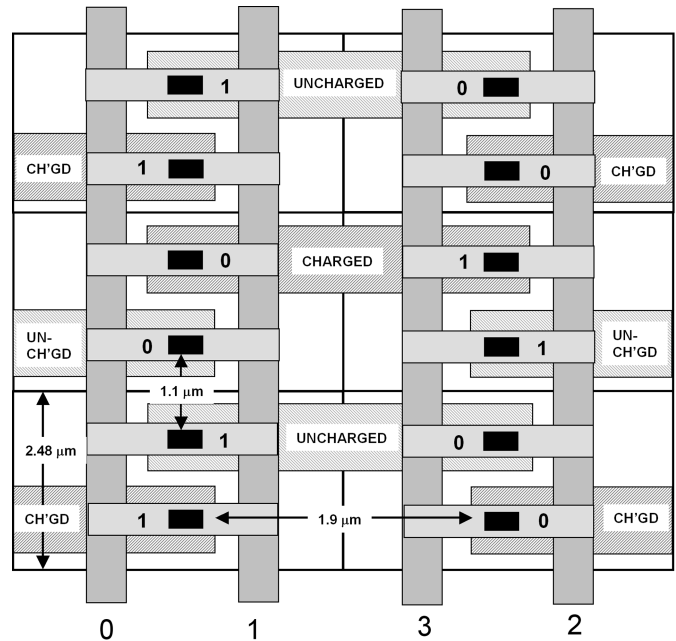 1 UNCHARGED 0
CH'GD 1 0 CH'GD
0 CHARGED 1
UN-
CH'GD 0 1 UN-
CH'GD
1.1 μm
1 UNCHARGED 0
2.48 μm
CH'GD 1 1.9 μm 0 CH'GD
0 1 3 2